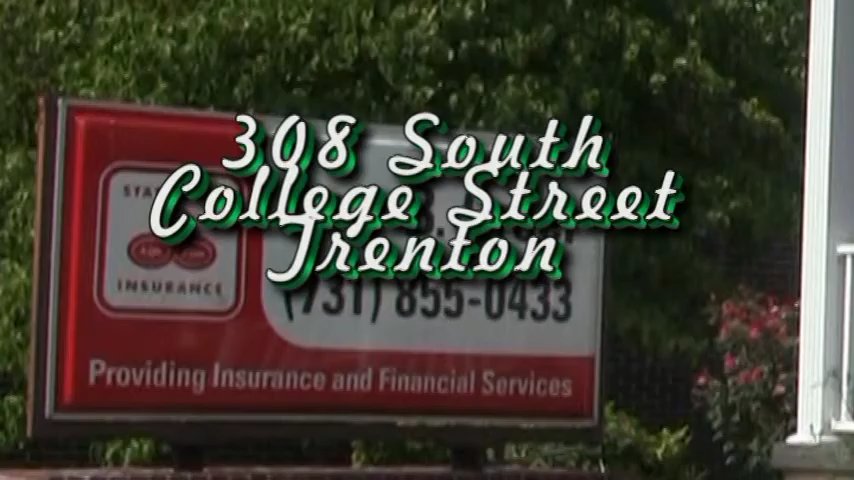 308 South
College Street
Trenton
INSURANCE
(731) 855-0433
Providing Insurance and Financial Services